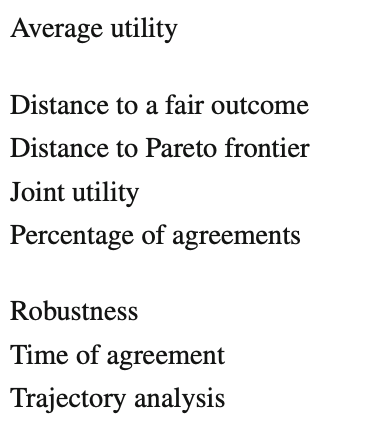 Average utility
Distance to a fair outcome
Distance to Pareto frontier
Joint utility
Percentage of agreements
Robustness
Time of agreement
Trajectory analysis